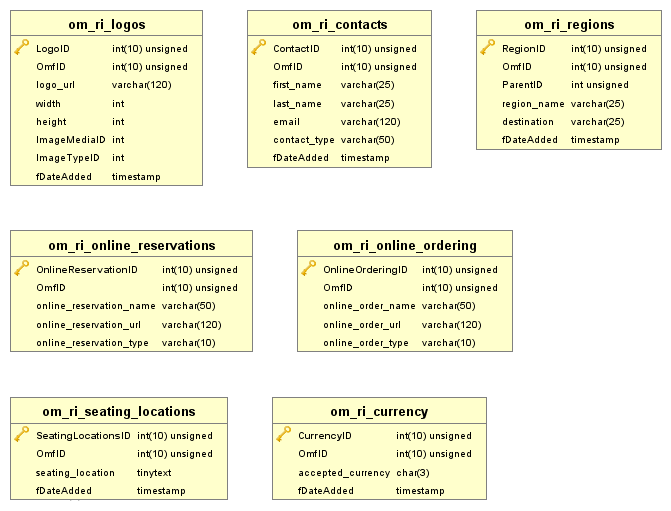 om_ri_logos
LogoID int(10) unsigned
OmfID int(10) unsigned
logo_url varchar(120)
width int
height int
ImageMediaID int
ImageTypeID int
fDateAdded timestamp
om_ri_contacts
ContactID int(10) unsigned
OmfID int(10) unsigned
first_name varchar(25)
last_name varchar(25)
email varchar(120)
contact_type varchar(50)
fDateAdded timestamp
om_ri_regions
RegionID int(10) unsigned
OmfID int(10) unsigned
ParentID int unsigned
region_name varchar(25)
destination varchar(25)
fDateAdded timestamp
om_ri_online_reservations
OnlineReservationID int(10) unsigned
OmfID int(10) unsigned
online_reservation_name varchar(50)
online_reservation_url varchar(120)
online_reservation_type varchar(10)
om_ri_online_ordering
OnlineOrderingID int(10) unsigned
OmfID int(10) unsigned
online_order_name varchar(50)
online_order_url varchar(120)
online_order_type varchar(10)
om_ri_seating_locations
SeatingLocationsID int(10) unsigned
OmfID int(10) unsigned
seating_location tinytext
fDateAdded timestamp
om_ri_currency
CurrencyID int(10) unsigned
OmfID int(10) unsigned
accepted_currency char(3)
fDateAdded timestamp